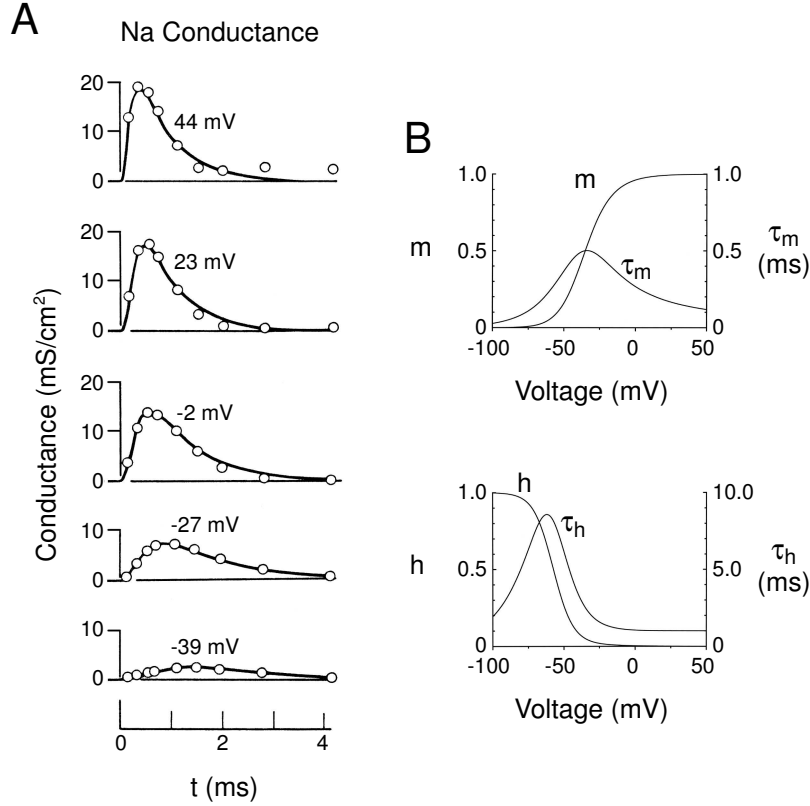 A
Na Conductance
Conductance (mS/cm²)
20
10
0
44 mV
20
10
0
23 mV
20
10
0
-2 mV
10
0
-27 mV
10
0
-39 mV
0
2
4
t (ms)
B
m
1.0
0.5
0
m
τm
1.0
0.5
0
τm
(ms)
-100
-50
0
50
Voltage (mV)
h
1.0
0.5
0
h
τh
10.0
5.0
0
τh
(ms)
-100
-50
0
50
Voltage (mV)